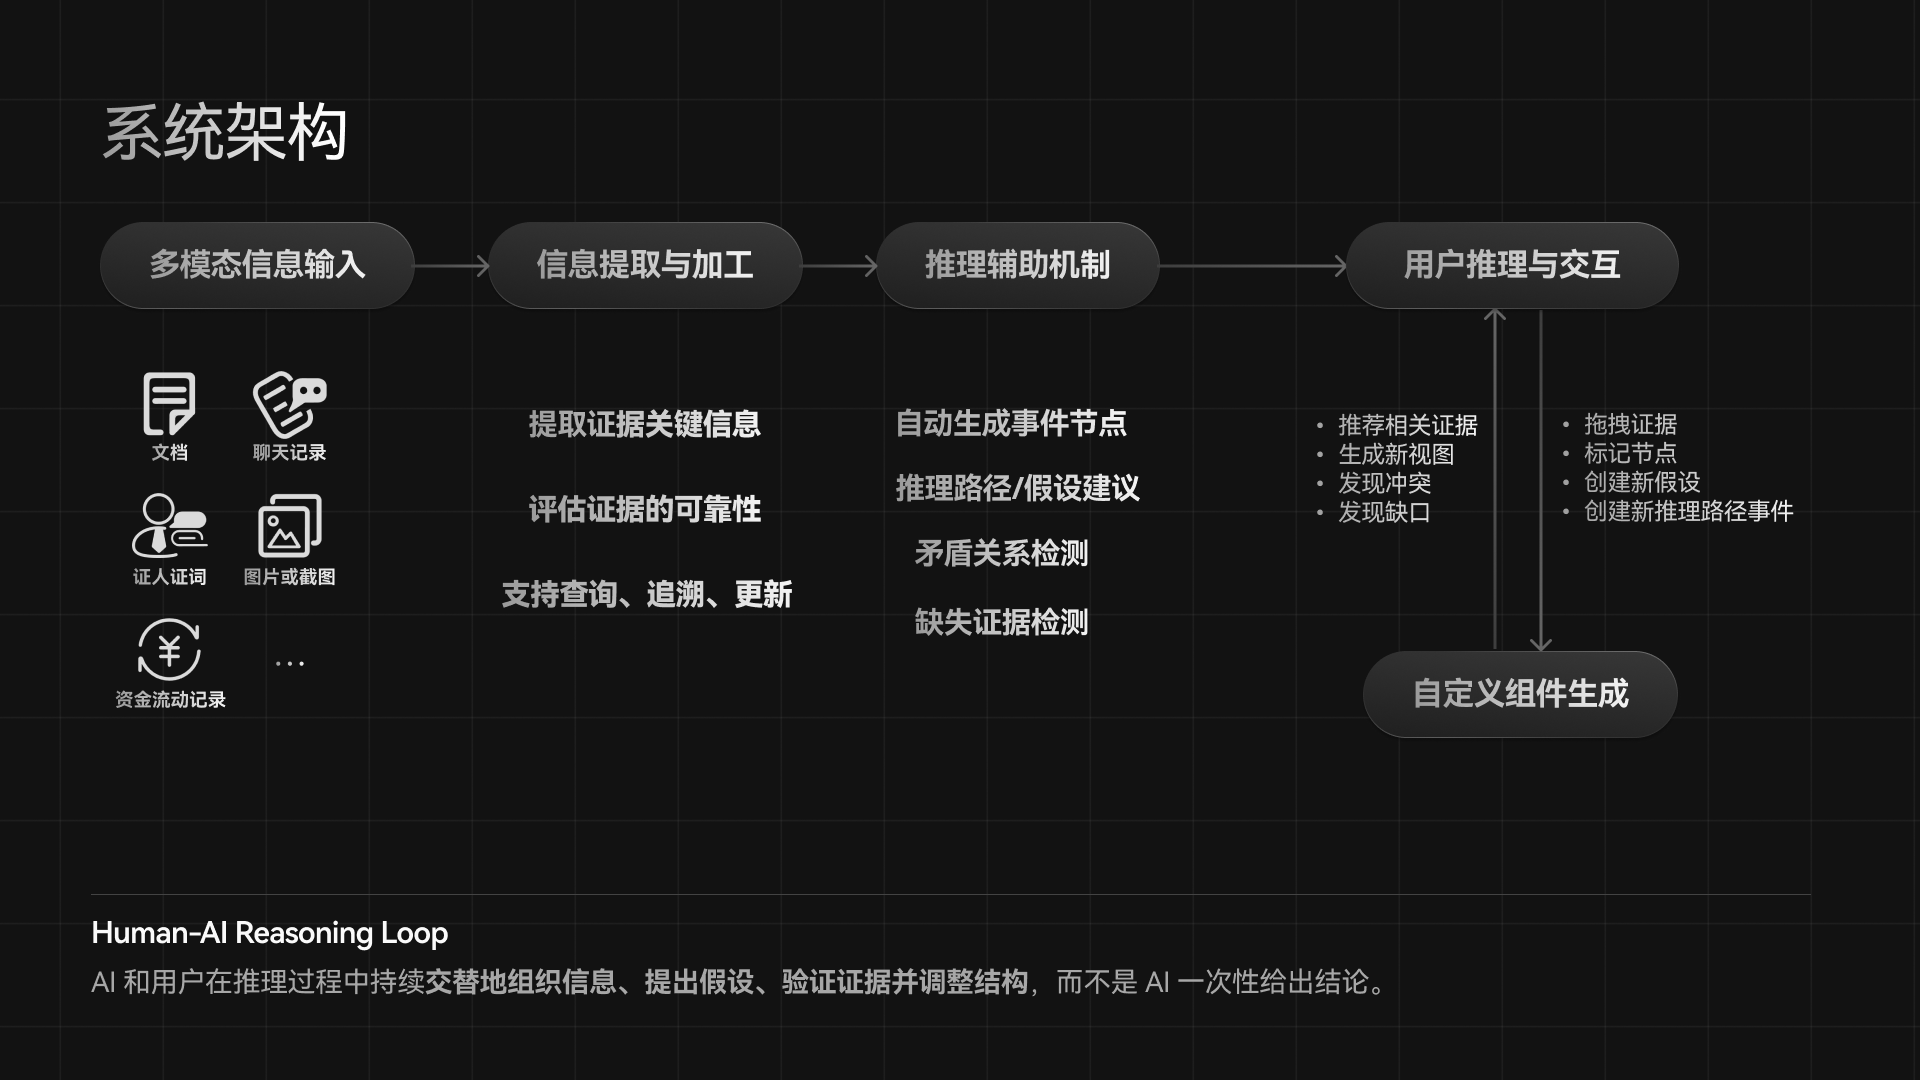 系统架构
多模态信息输入
信息提取与加工
推理辅助机制
用户推理与交互
文档
聊天记录
证人证词
图片或截图
资金流动记录
...
提取证据关键信息
评估证据的可靠性
支持查询、追溯、更新
自动生成事件节点
推理路径/假设建议
矛盾关系检测
缺失证据检测
• 推荐相关证据
• 生成新视图
• 发现冲突
• 发现缺口
• 拖拽证据
• 标记节点
• 创建新假设
• 创建新推理路径事件
自定义组件生成
Human-AI Reasoning Loop
AI 和用户在推理过程中持续交替地组织信息、提出假设、验证证据并调整结构，而不是 AI 一次性给出结论。